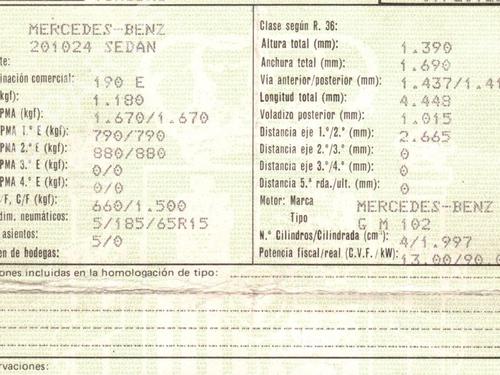 MERCEDES-BENZ
201024 SEDAN
te:
inación comercial: 190 E
kgf): 1.180
PMA (kgf): 1.670/1.670
PMA 1.º E (kgf): 790/790
PMA 2.º E (kgf): 880/880
PMA 3.º E (kgf): 0/0
PMA 4.º E (kgf): 0/0
/F, C/F (kgf): 660/1.500
dim. neumáticos: 5/185/65R15
asientos: 5/0
en de bodegas:
Clase según R. 36:
Altura total (mm): 1.390
Anchura total (mm): 1.690
Vía anterior/posterior (mm): 1.437/1.41
Longitud total (mm): 4.448
Voladizo posterior (mm): 1.015
Distancia eje 1.º/2.º (mm): 2.665
Distancia eje 2.º/3.º (mm): 0
Distancia eje 3.º/4.º (mm): 0
Distancia 5.ª rda./ult. (mm): 0
Motor: Marca MERCEDES-BENZ
Tipo G M 102
N.º Cilindros/Cilindrada (cm³): 4/1.997
Potencia fiscal/real (C.V.F./kW): 13.00/90.0
ones incluidas en la homologación de tipo:
rvaciones: